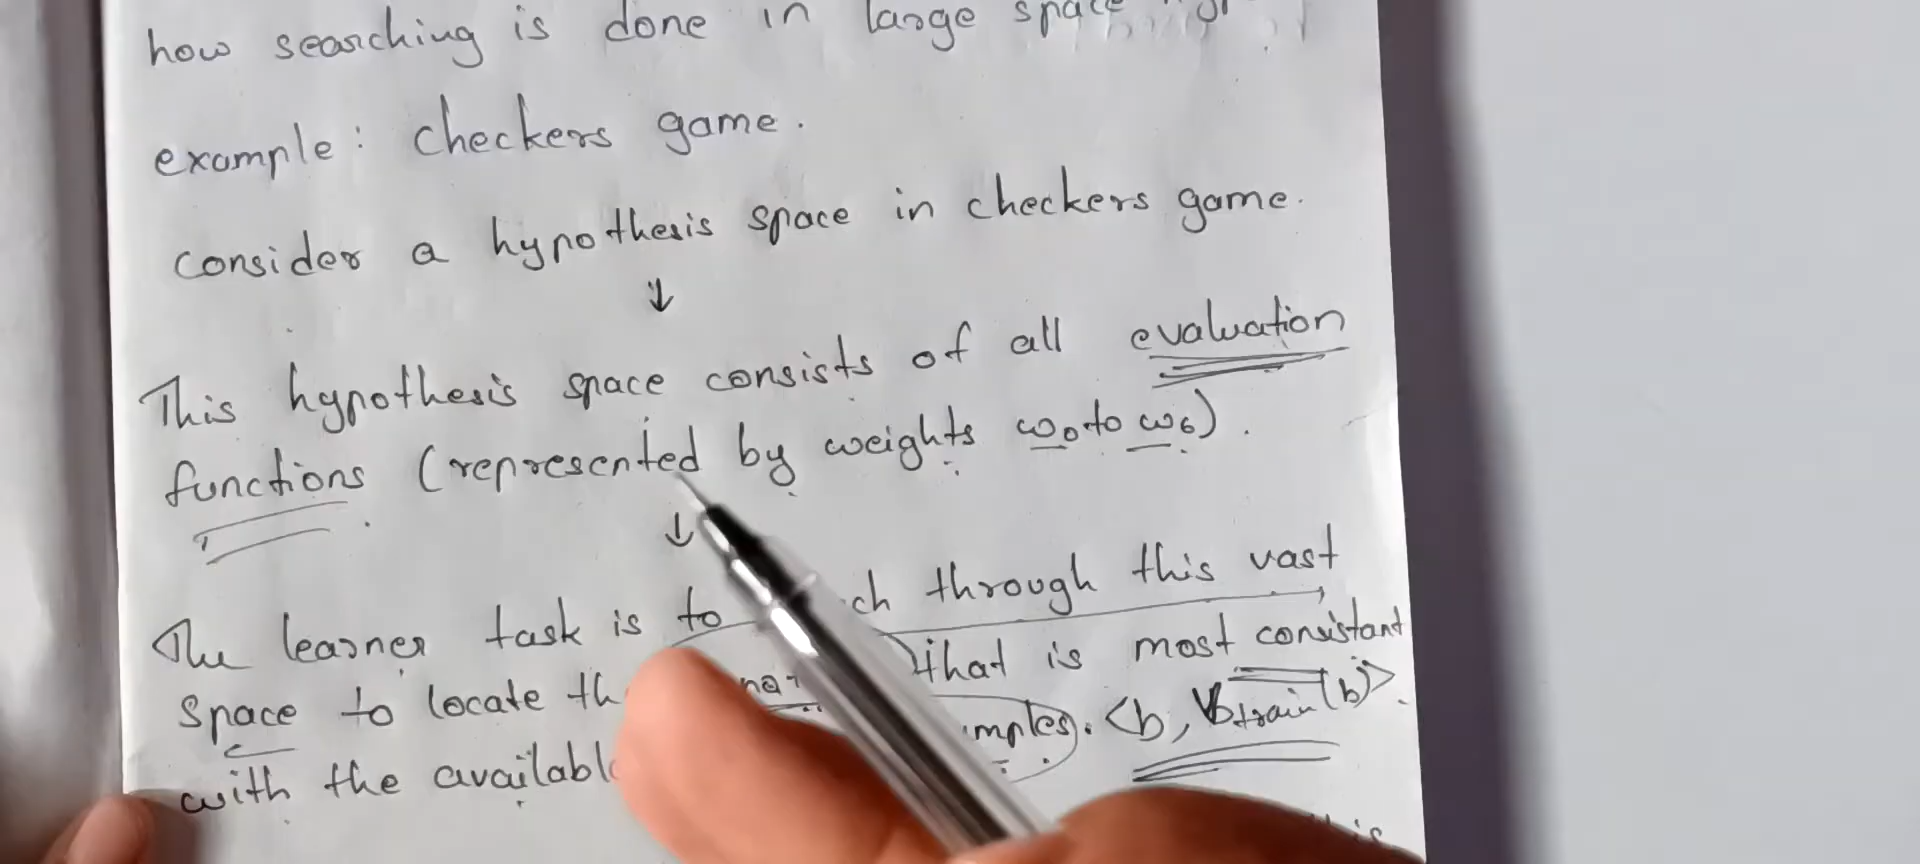 how searching is done in large space
example: checkers game.
consider a hypothesis space in checkers game.
↓
This hypothesis space consists of all evaluation
functions (represented by weights w0 to w6).
↓
The learner task is to ch through this vast
space to locate th that is most consistant
with the availabl mples. <b, Vtrain(b)>.